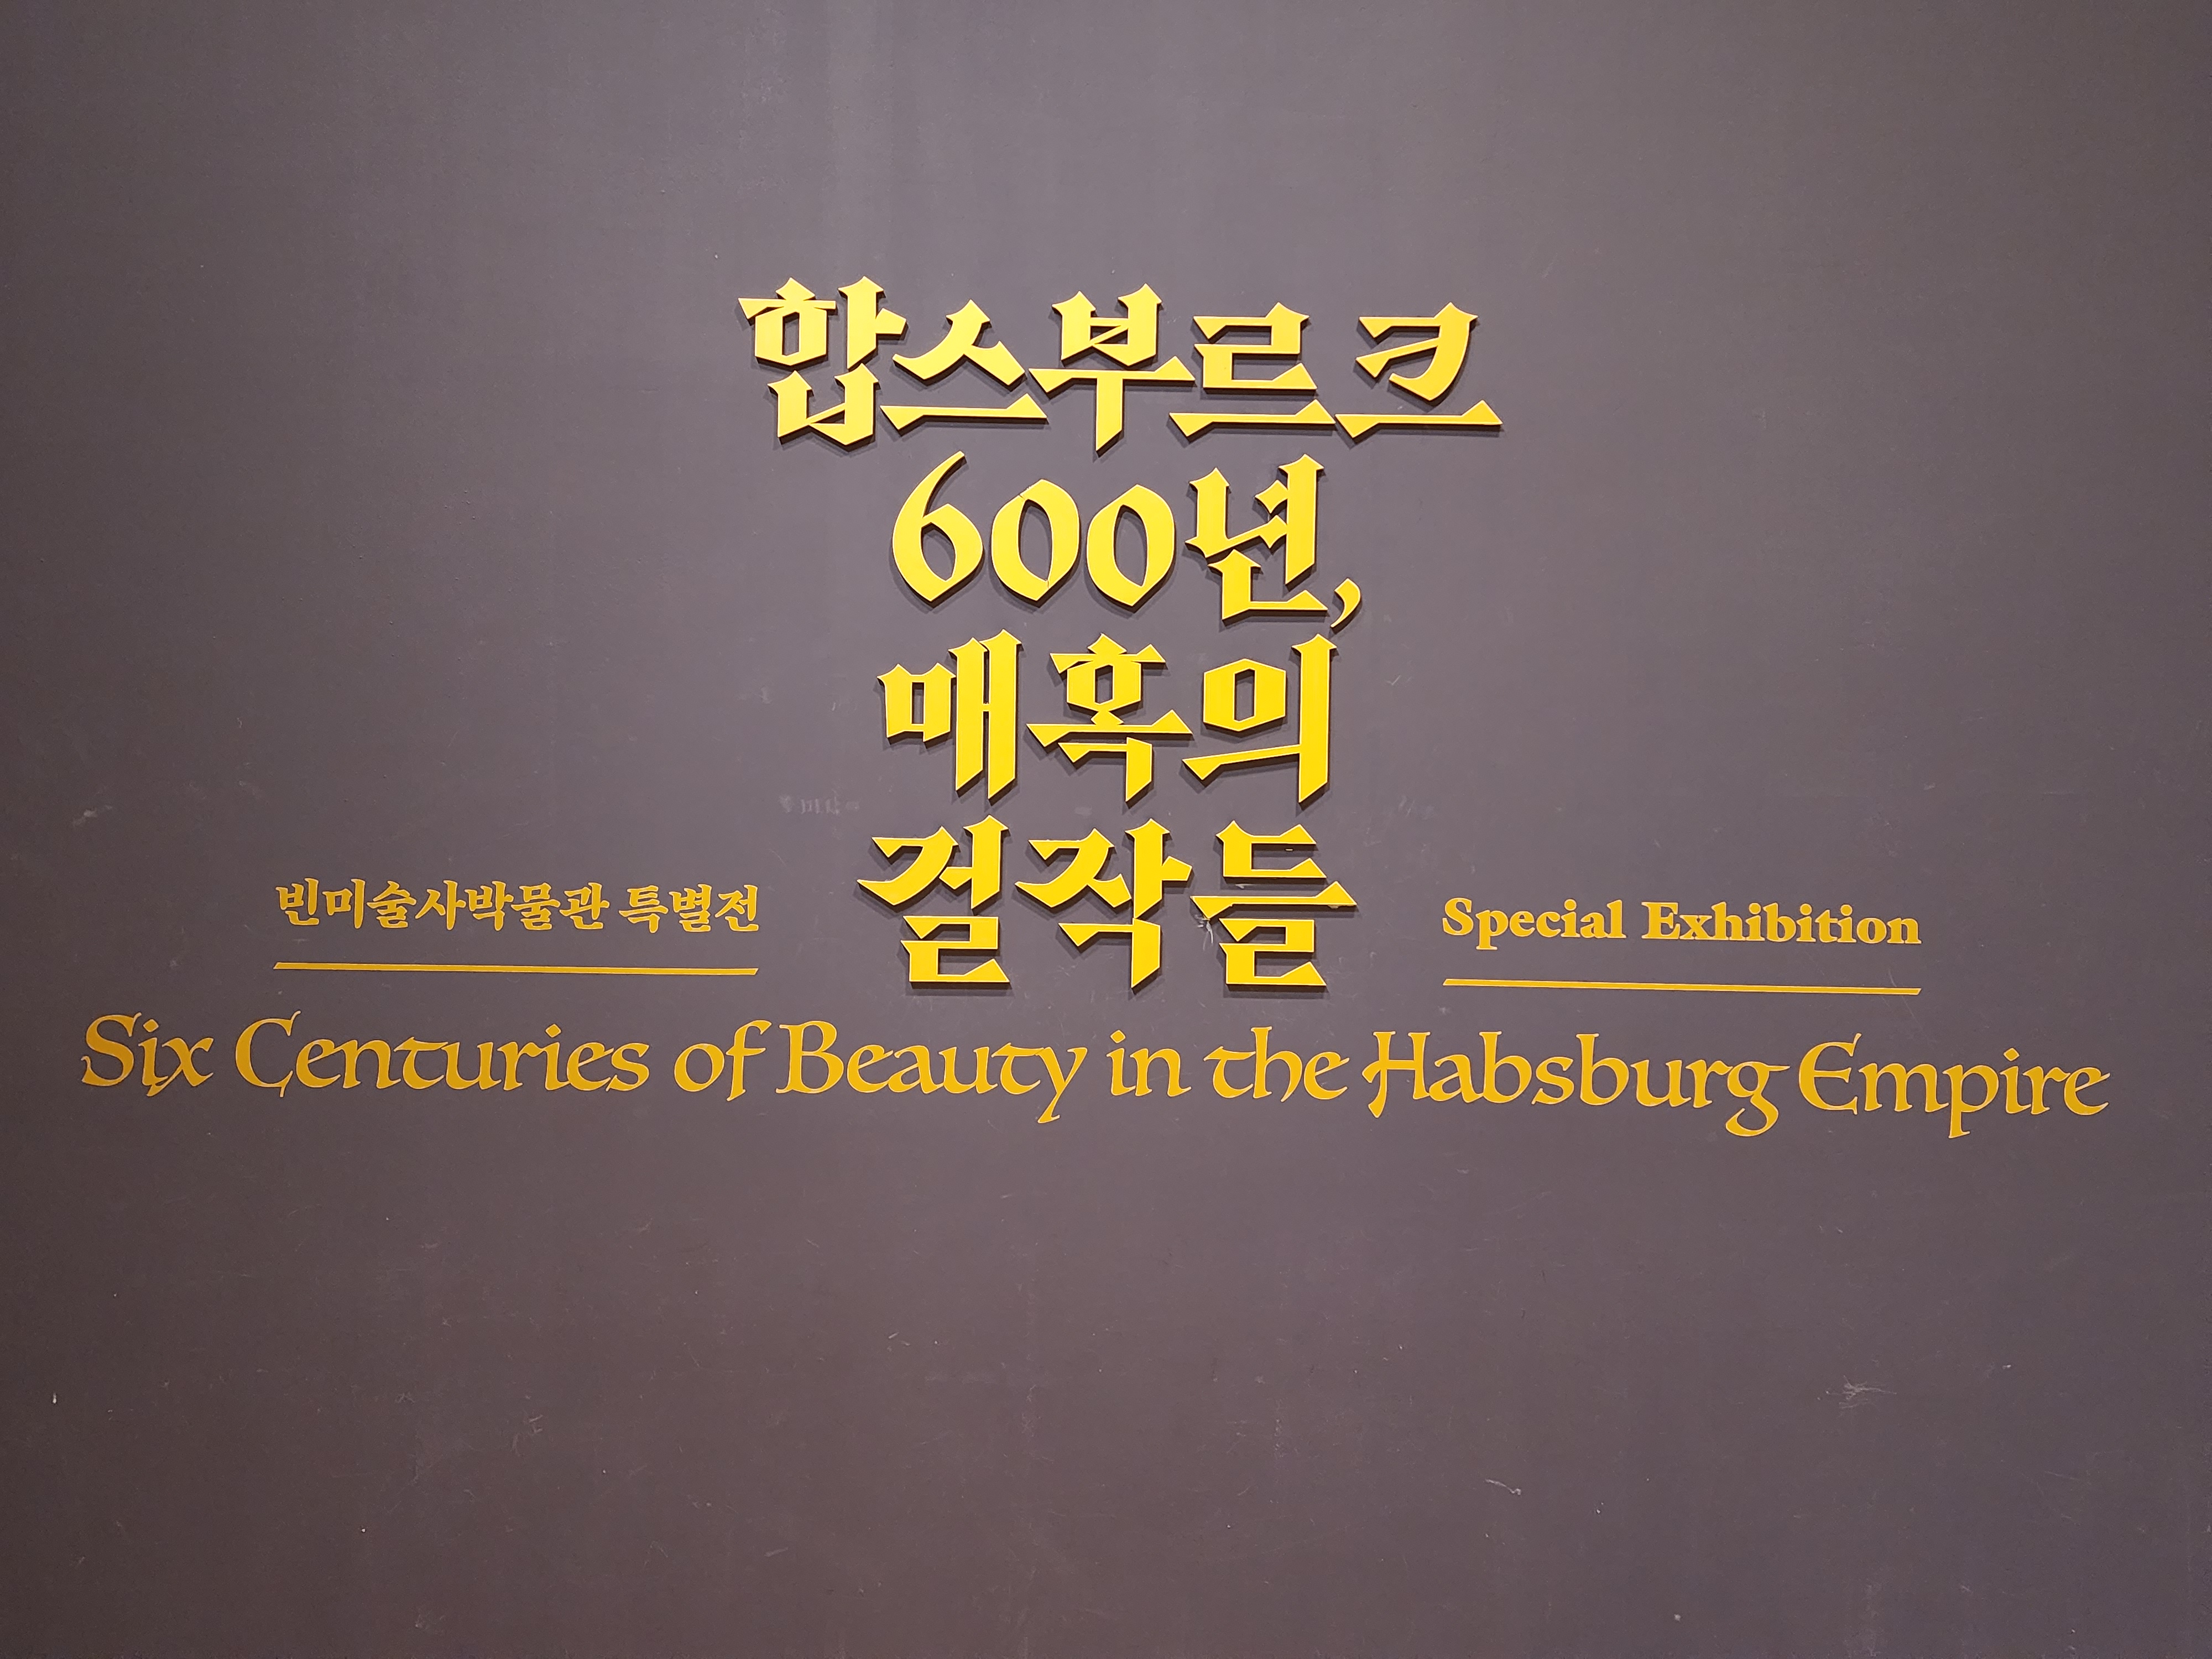 합스부르크
600년,
매혹의
걸작들
빈미술사박물관 특별전
Special Exhibition
Six Centuries of Beauty in the Habsburg Empire